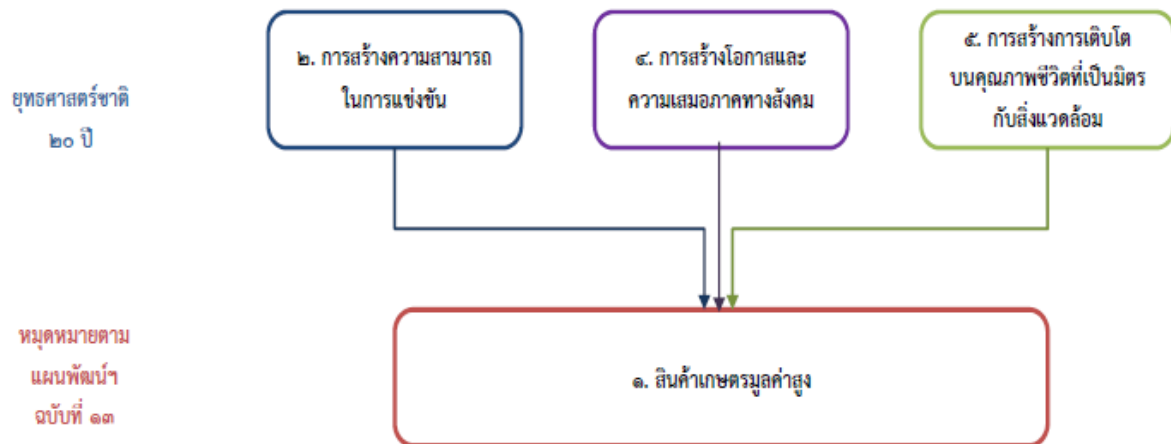 ยุทธศาสตร์ชาติ
๒๐ ปี
๒. การสร้างความสามารถ
ในการแข่งขัน
๔. การสร้างโอกาสและ
ความเสมอภาคทางสังคม
๕. การสร้างการเติบโต
บนคุณภาพชีวิตที่เป็นมิตร
กับสิ่งแวดล้อม
หมุดหมายตาม
แผนพัฒน์ฯ
ฉบับที่ ๑๓
๑. สินค้าเกษตรมูลค่าสูง